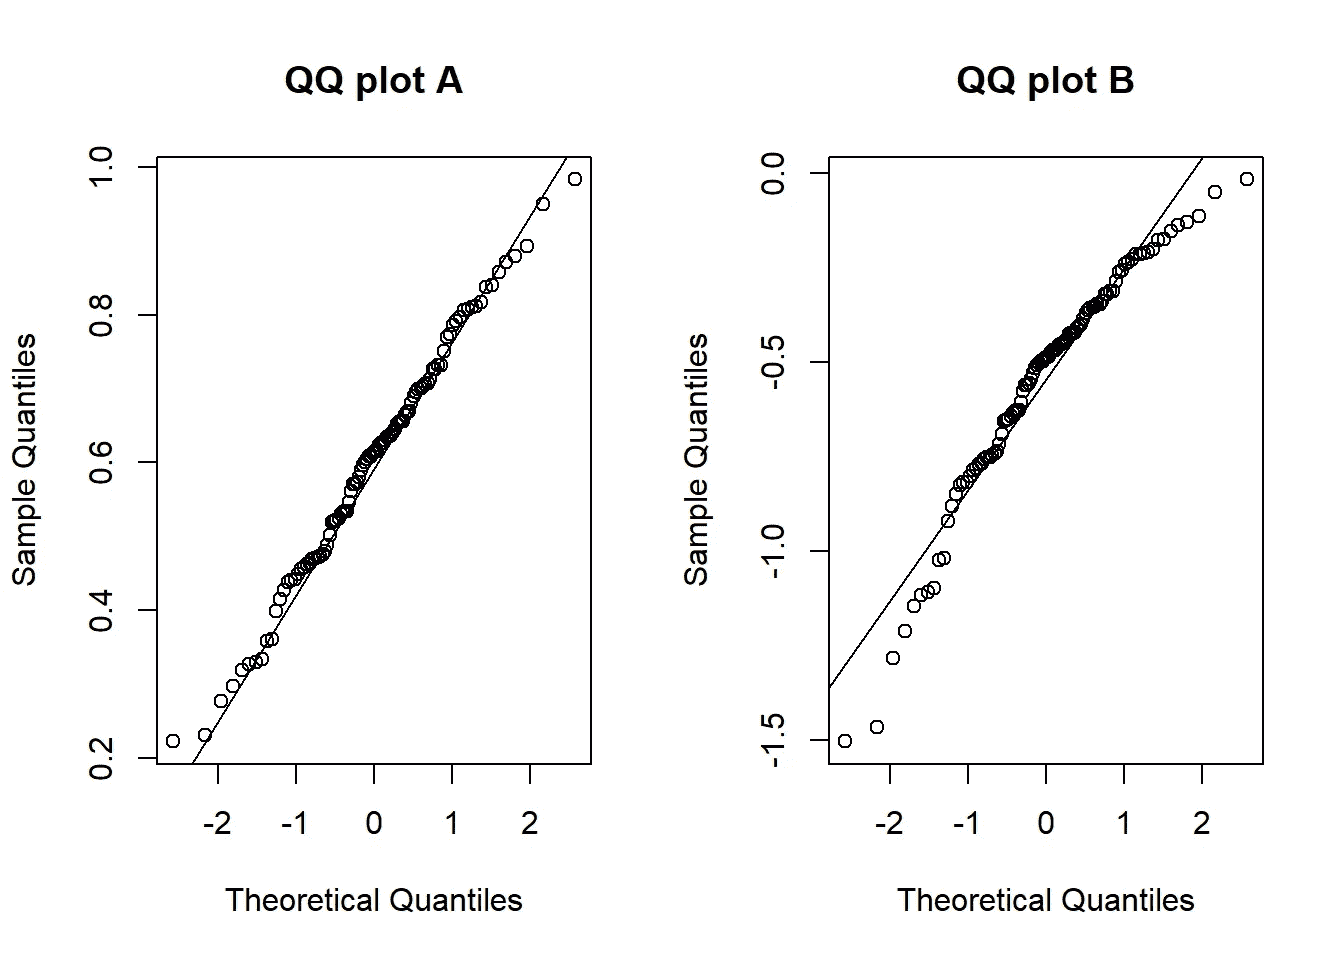 QQ plot A
Sample Quantiles
1.0
0.8
0.6
0.4
0.2
-2 -1 0 1 2
Theoretical Quantiles
QQ plot B
Sample Quantiles
0.0
-0.5
-1.0
-1.5
-2 -1 0 1 2
Theoretical Quantiles